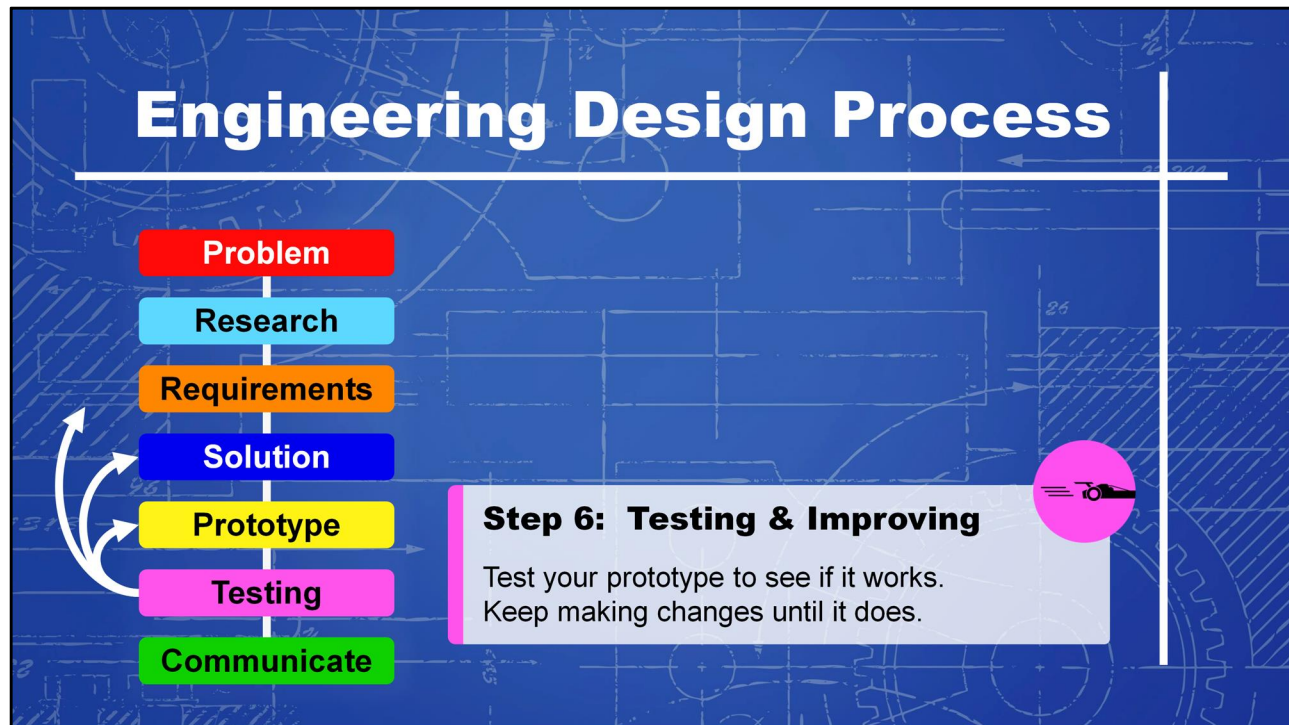 Engineering Design Process
Problem
Research
Requirements
Solution
Prototype
Testing
Communicate
Step 6: Testing & Improving
Test your prototype to see if it works.
Keep making changes until it does.
26